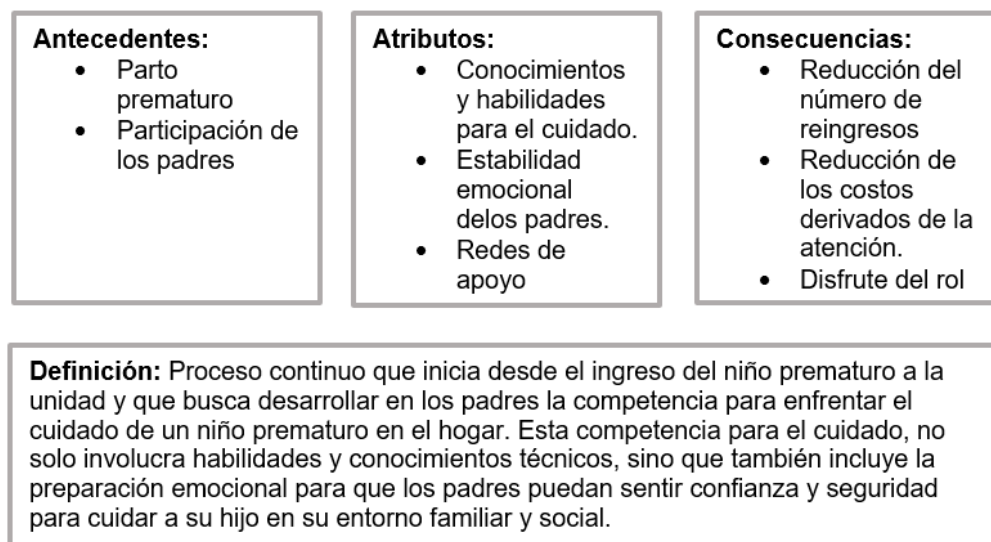 Antecedentes:
• Parto
prematuro
• Participación de
los padres
Atributos:
• Conocimientos
y habilidades
para el cuidado.
• Estabilidad
emocional
delos padres.
• Redes de
apoyo
Consecuencias:
• Reducción del
número de
reingresos
• Reducción de
los costos
derivados de la
atención.
• Disfrute del rol
Definición: Proceso continuo que inicia desde el ingreso del niño prematuro a la
unidad y que busca desarrollar en los padres la competencia para enfrentar el
cuidado de un niño prematuro en el hogar. Esta competencia para el cuidado, no
solo involucra habilidades y conocimientos técnicos, sino que también incluye la
preparación emocional para que los padres puedan sentir confianza y seguridad
para cuidar a su hijo en su entorno familiar y social.